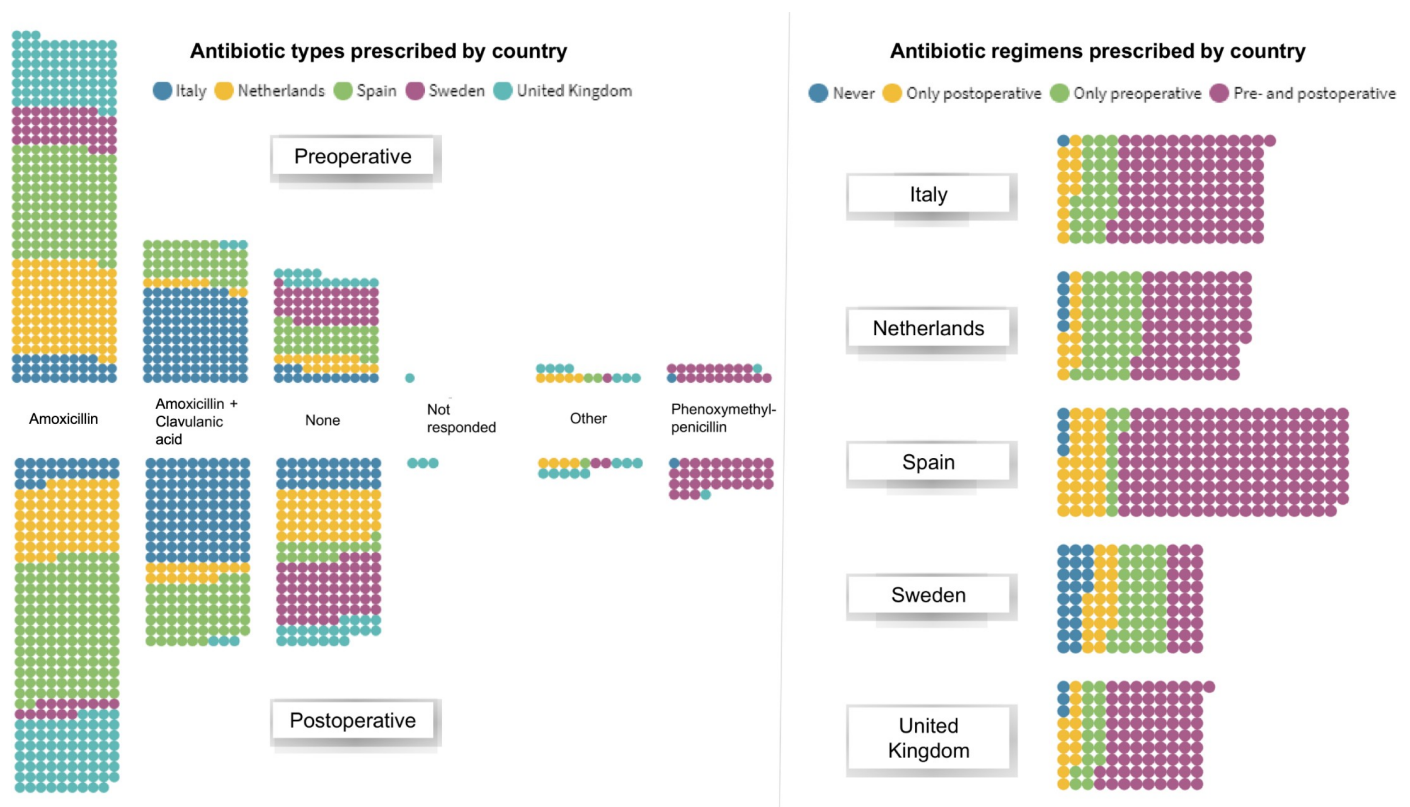 Antibiotic types prescribed by country
Italy Netherlands Spain Sweden United Kingdom
Preoperative
Amoxicillin
Amoxicillin +
Clavulanic
acid
None
Not
responded
Other
Phenoxymethyl-
penicillin
Postoperative
Antibiotic regimens prescribed by country
Never Only postoperative Only preoperative Pre- and postoperative
Italy
Netherlands
Spain
Sweden
United
Kingdom